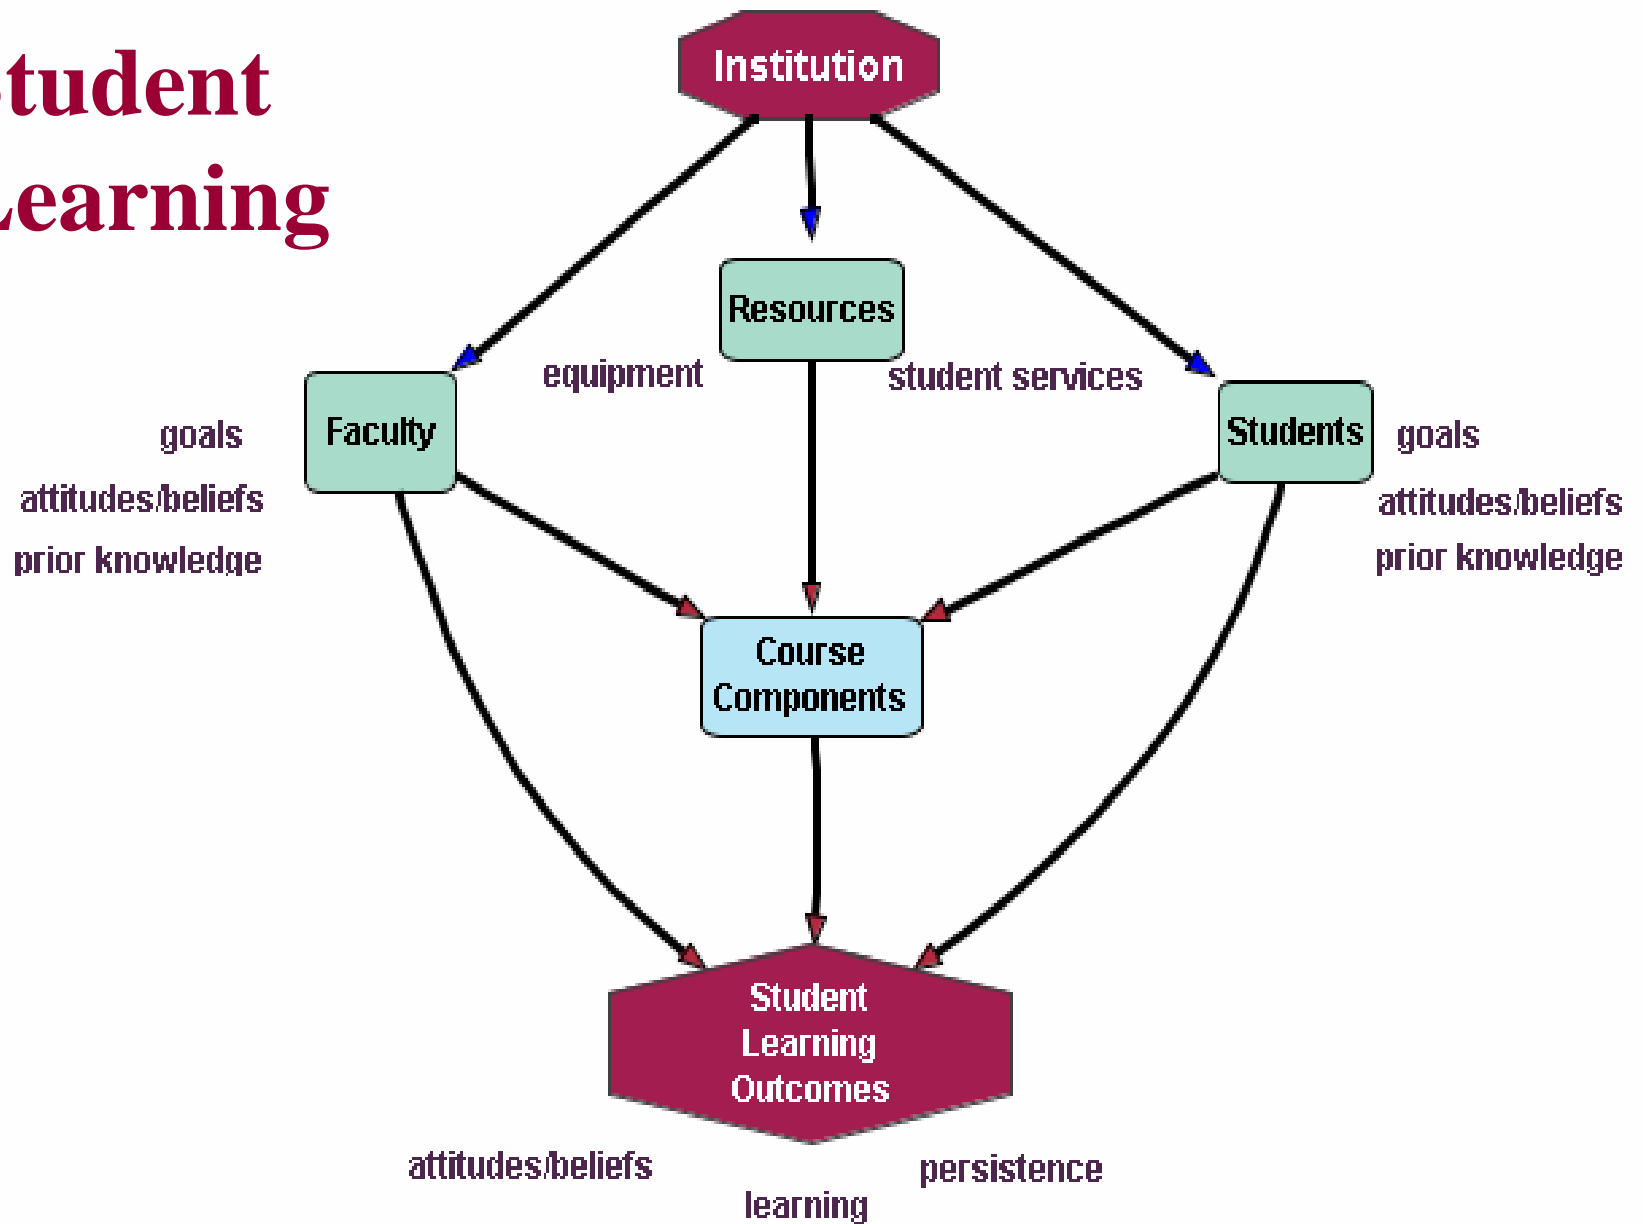 tudent
Learning
Institution
Resources
equipment
student services
Faculty
Students
goals
attitudes/beliefs
prior knowledge
goals
attitudes/beliefs
prior knowledge
Course
Components
Student
Learning
Outcomes
attitudes/beliefs
learning
persistence